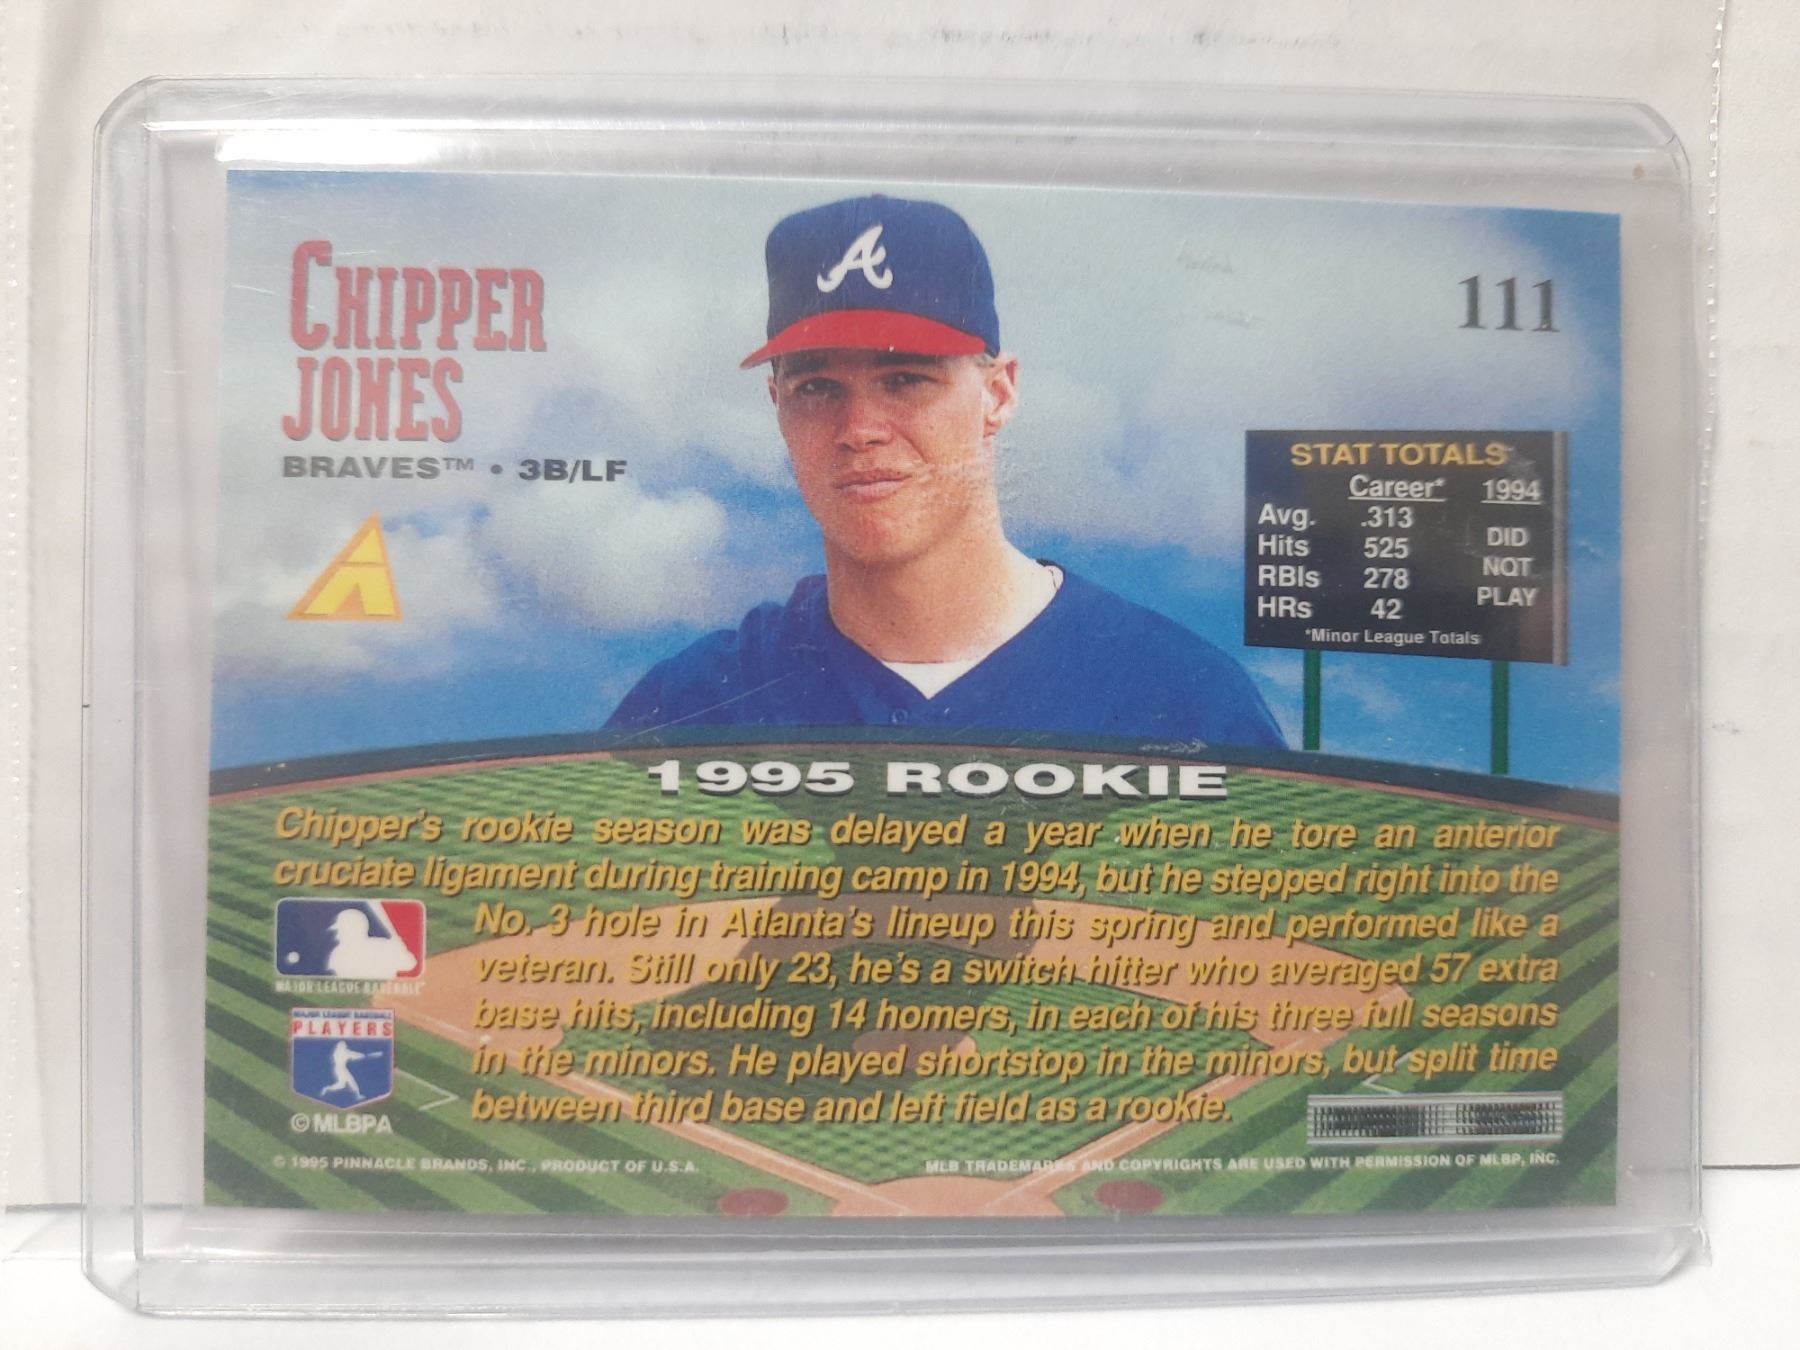 CHIPPER
JONES
BRAVES™ • 3B/LF
A
111
STAT TOTALS
Career* 1994
Avg. .313 DID
Hits 525 NOT
RBIs 278 PLAY
HRs 42
*Minor League Totals
1995 ROOKIE
Chipper's rookie season was delayed a year when he tore an anterior
cruciate ligament during training camp in 1994, but he stepped right into the
No. 3 hole in Atlanta's lineup this spring and performed like a
veteran. Still only 23, he's a switch-hitter who averaged 57 extra
base hits, including 14 homers, in each of his three full seasons
in the minors. He played shortstop in the minors, but split time
between third base and left field as a rookie.
MAJOR LEAGUE BASEBALL
MAJOR LEAGUE BASEBALL
PLAYERS
© MLBPA
© 1995 PINNACLE BRANDS, INC., PRODUCT OF U.S.A.
MLB TRADEMARKS AND COPYRIGHTS ARE USED WITH PERMISSION OF MLBP, INC.